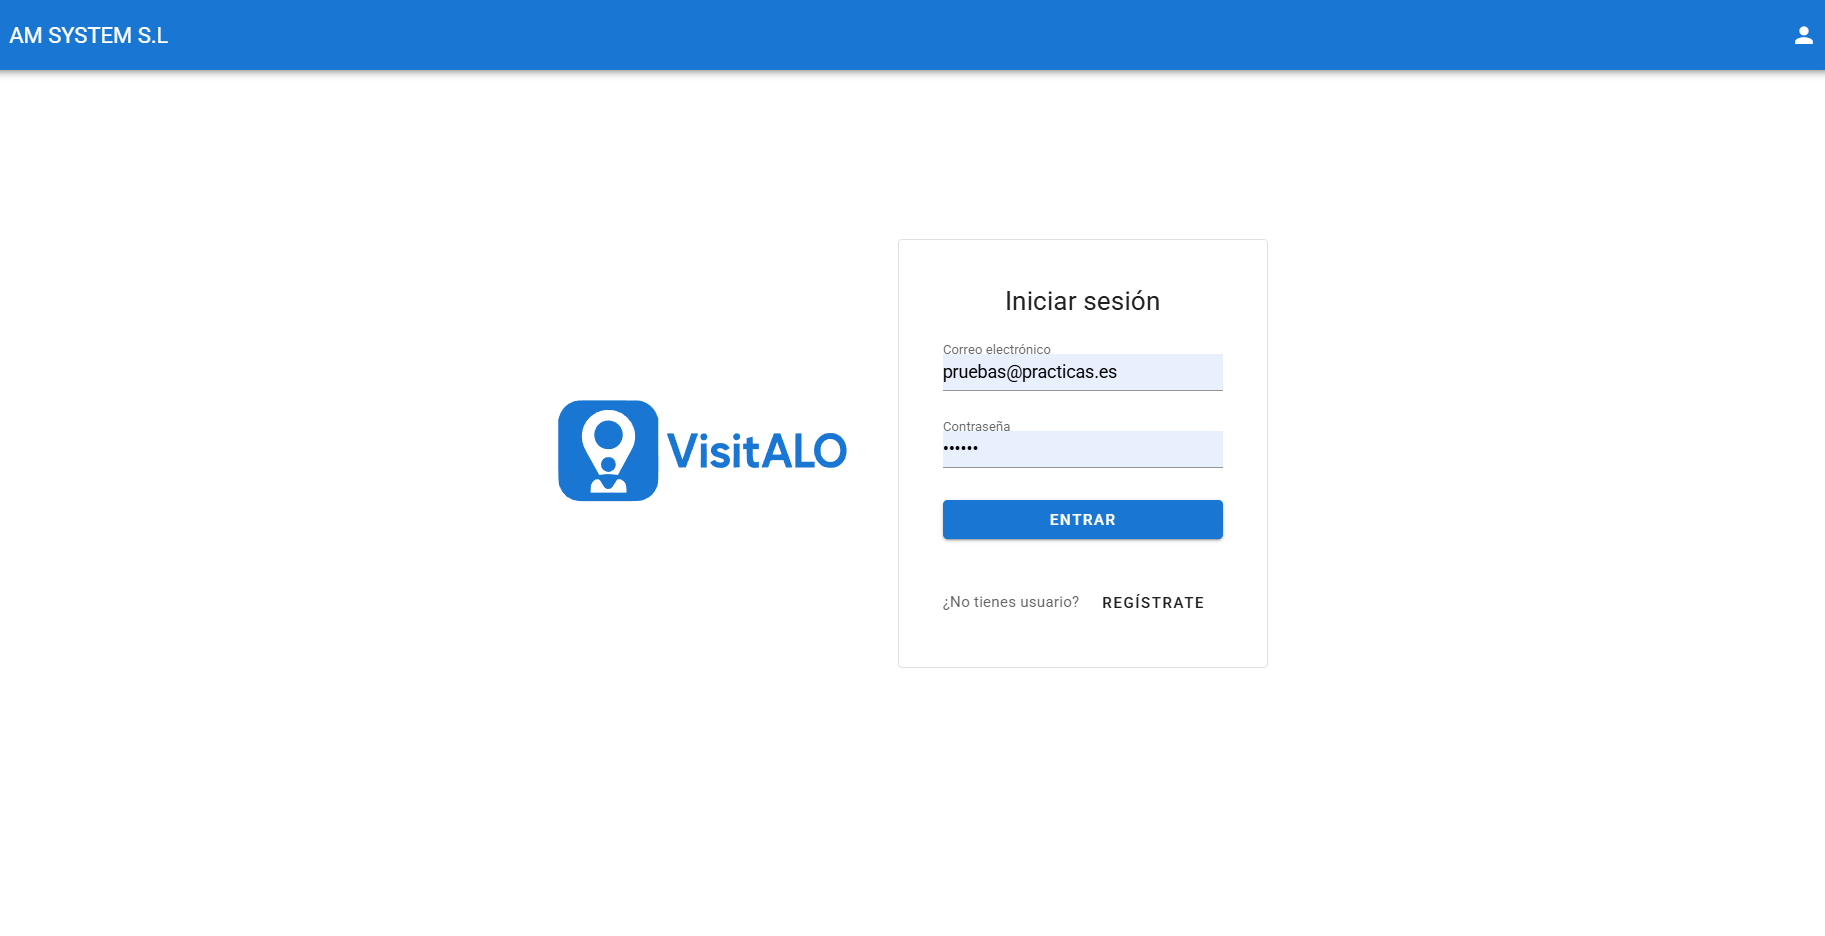 AM SYSTEM S.L
VisitALO
Iniciar sesión
Correo electrónico
pruebas@practicas.es
Contraseña
••••••
ENTRAR
¿No tienes usuario? REGÍSTRATE